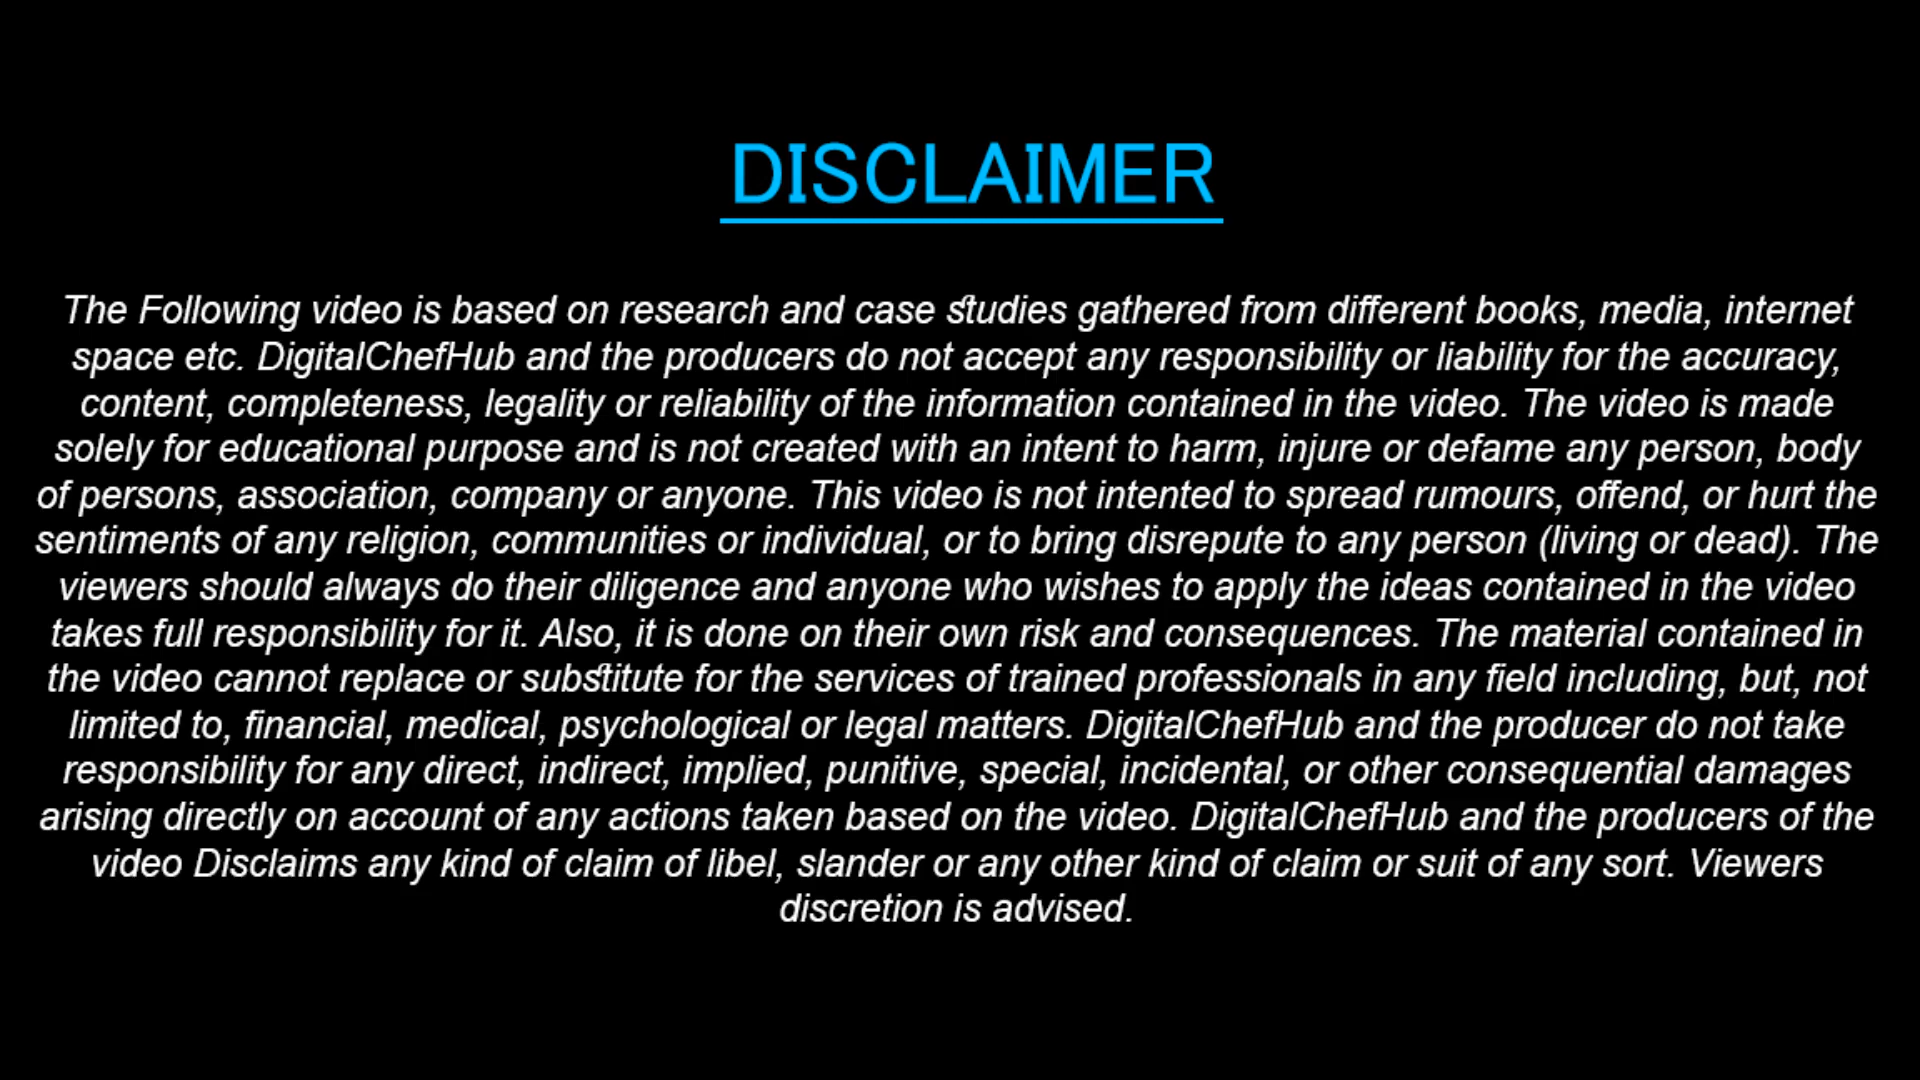 DISCLAIMER
The Following video is based on research and case studies gathered from different books, media, internet
space etc. DigitalChefHub and the producers do not accept any responsibility or liability for the accuracy,
content, completeness, legality or reliability of the information contained in the video. The video is made
solely for educational purpose and is not created with an intent to harm, injure or defame any person, body
of persons, association, company or anyone. This video is not intented to spread rumours, offend, or hurt the
sentiments of any religion, communities or individual, or to bring disrepute to any person (living or dead). The
viewers should always do their diligence and anyone who wishes to apply the ideas contained in the video
takes full responsibility for it. Also, it is done on their own risk and consequences. The material contained in
the video cannot replace or substitute for the services of trained professionals in any field including, but, not
limited to, financial, medical, psychological or legal matters. DigitalChefHub and the producer do not take
responsibility for any direct, indirect, implied, punitive, special, incidental, or other consequential damages
arising directly on account of any actions taken based on the video. DigitalChefHub and the producers of the
video Disclaims any kind of claim of libel, slander or any other kind of claim or suit of any sort. Viewers
discretion is advised.